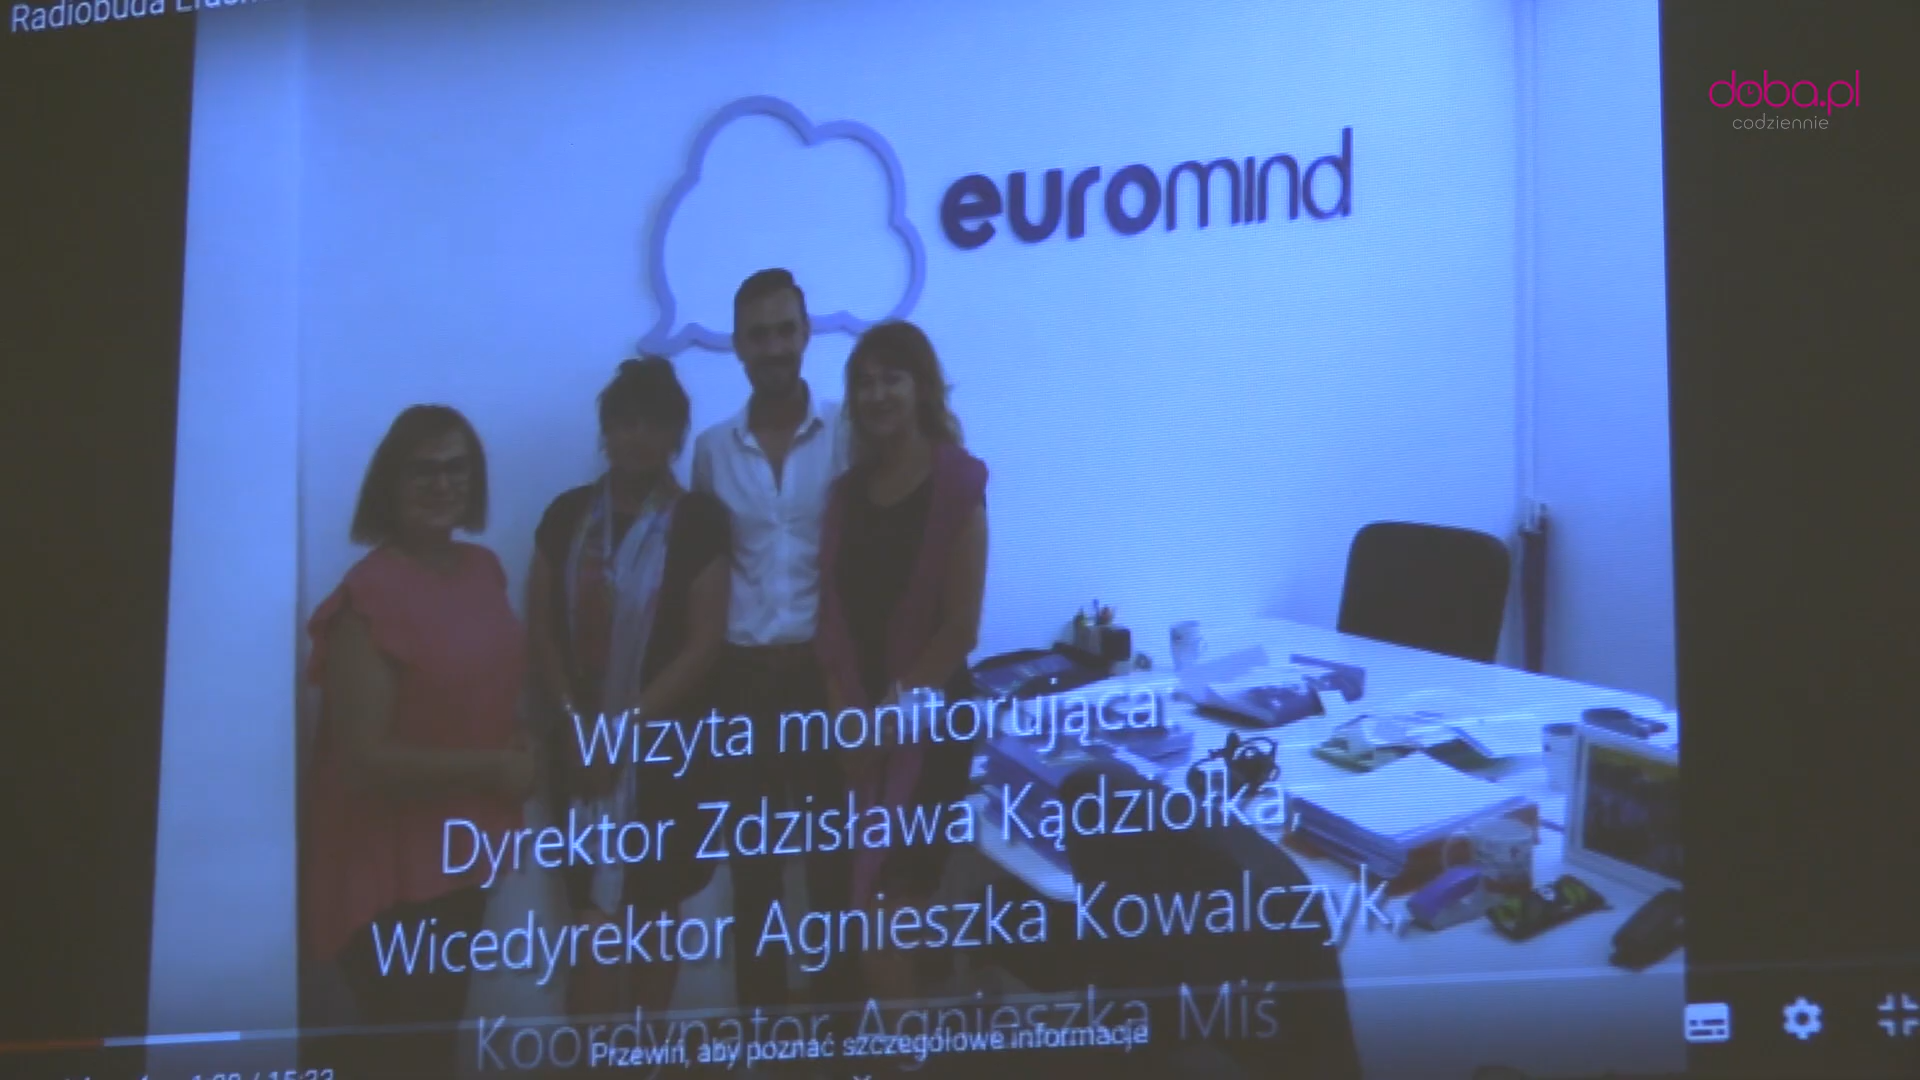 Radiobuda
doba.pl
codziennie
euromind
Wizyta monitorująca:
Dyrektor Zdzisława Kądziołka,
Wicedyrektor Agnieszka Kowalczyk,
Koordynator Agnieszka Miś
Przewiń, aby poznać szczegółowe informacje